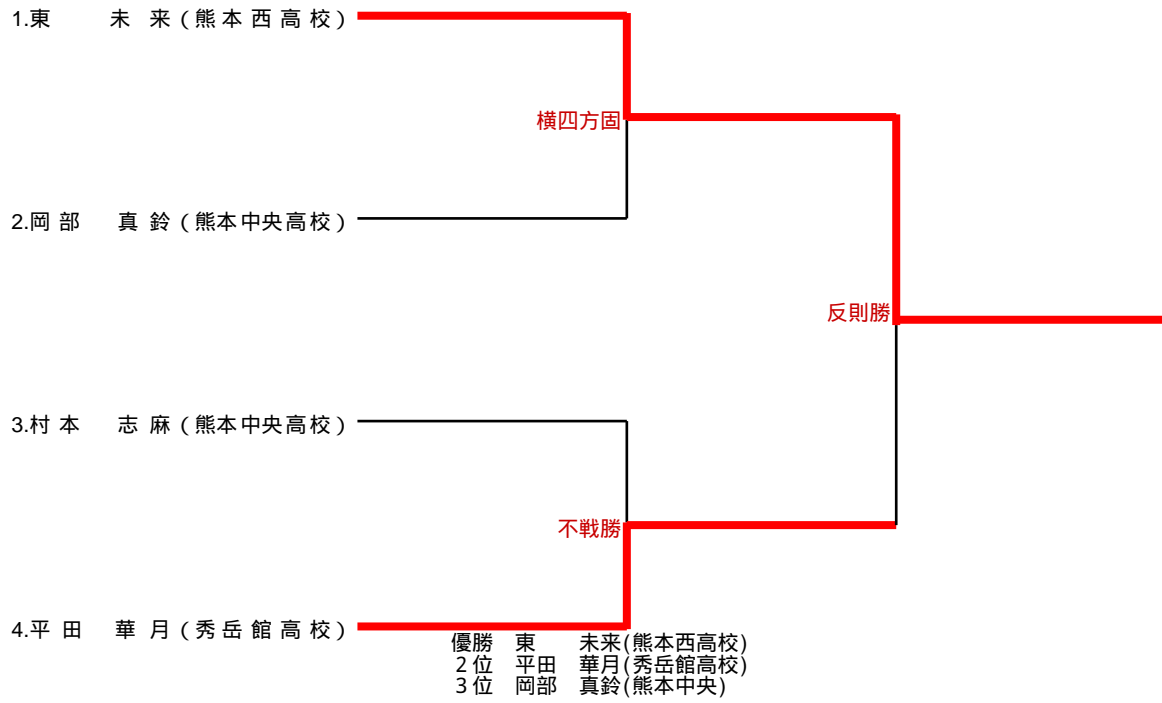 1.東 未 来 ( 熊 本 西 高 校 )
横四方固
2.岡 部 真 鈴 ( 熊本中央高校 )
反則勝
3.村 本 志 麻 ( 熊本中央高校 )
不戦勝
4.平 田 華 月 ( 秀 岳 館 高 校 )
優勝 東 未来(熊本西高校)
2位 平田 華月(秀岳館高校)
3位 岡部 真鈴(熊本中央)